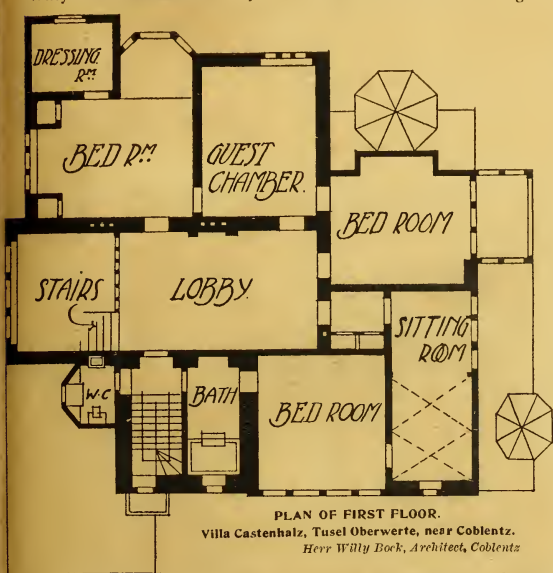 DRESSING
RM
BED RM
GUEST
CHAMBER.
BED ROOM
STAIRS
LOBBY.
SITTING
ROOM
W.C
BATH
BED ROOM
PLAN OF FIRST FLOOR.
Villa Castenhalz, Tusel Oberwerte, near Coblentz.
Herr Willy Bock, Architect, Coblentz